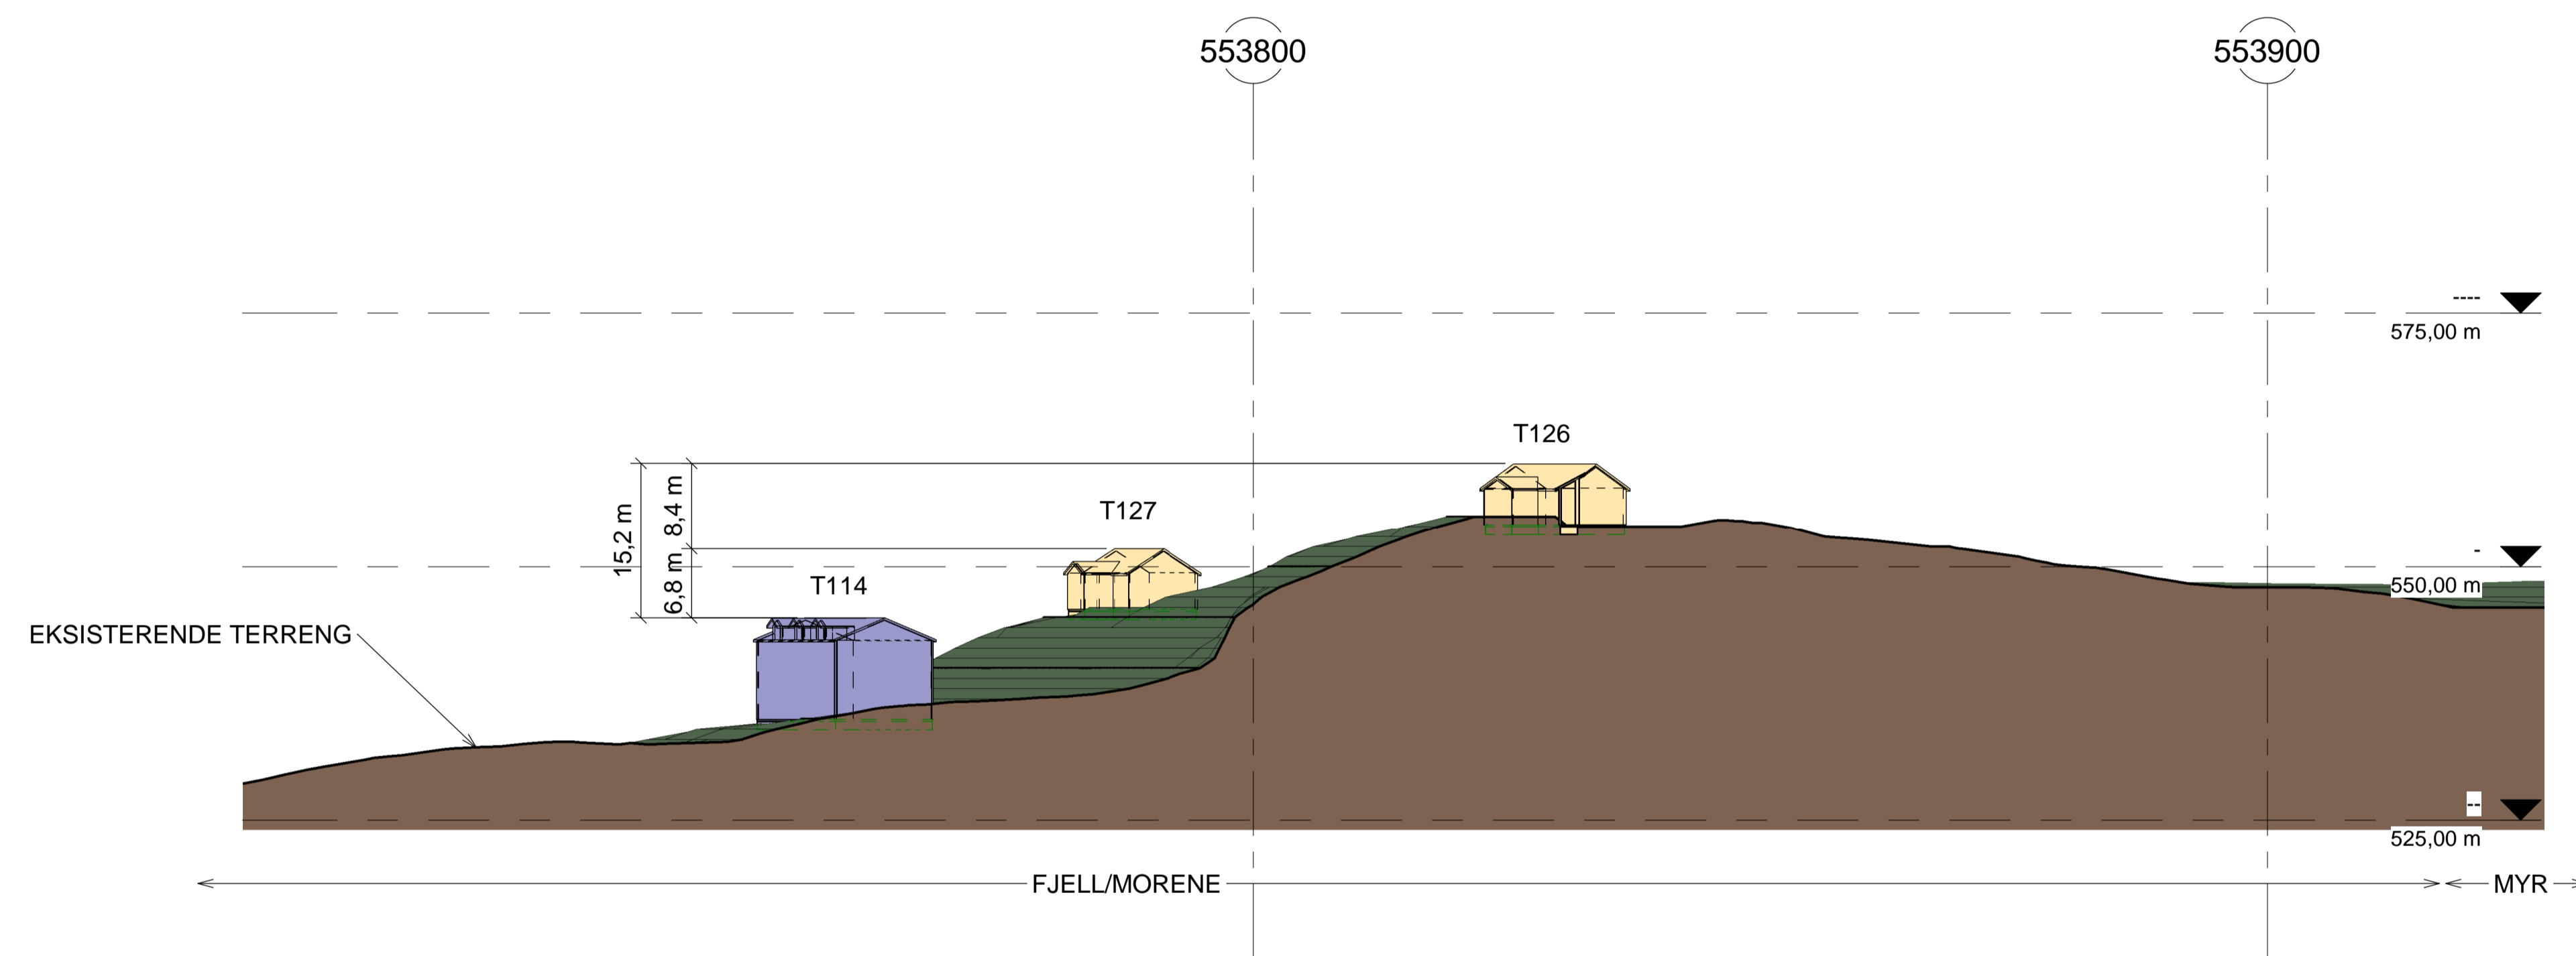 553800
553900
----
575,00 m
T126
8,4 m
15,2 m
T127
-
550,00 m
6,8 m
T114
EKSISTERENDE TERRENG
--
525,00 m
FJELL/MORENE
MYR